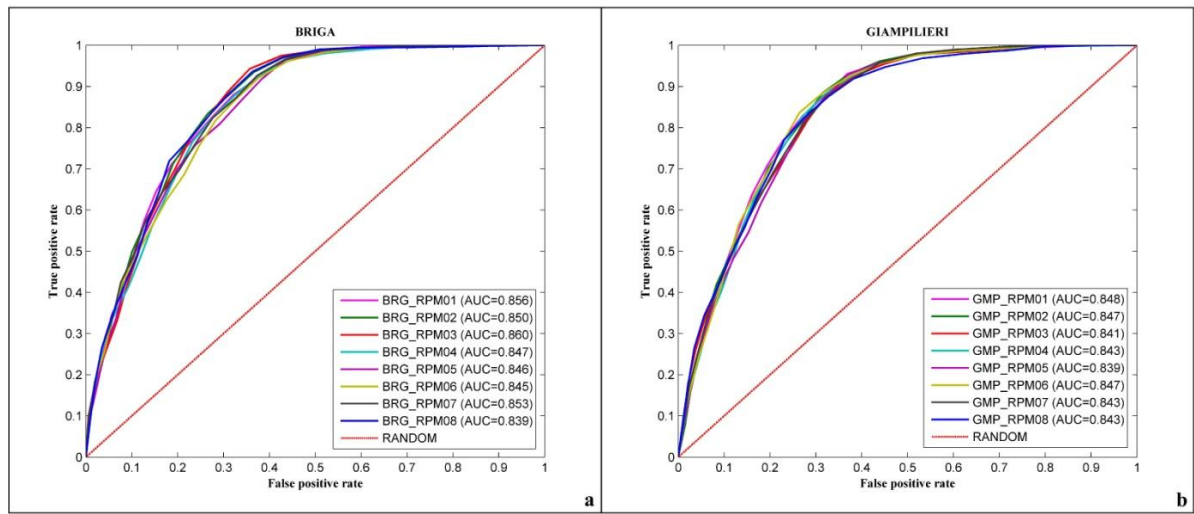 BRIGA
1
0.9
0.8
0.7
0.6
0.5
0.4
0.3
0.2
0.1
0
True positive rate
BRG_RPM01 (AUC=0.856)
BRG_RPM02 (AUC=0.850)
BRG_RPM03 (AUC=0.860)
BRG_RPM04 (AUC=0.847)
BRG_RPM05 (AUC=0.846)
BRG_RPM06 (AUC=0.845)
BRG_RPM07 (AUC=0.853)
BRG_RPM08 (AUC=0.839)
RANDOM
0 0.1 0.2 0.3 0.4 0.5 0.6 0.7 0.8 0.9 1
False positive rate
a
GIAMPILIERI
1
0.9
0.8
0.7
0.6
0.5
0.4
0.3
0.2
0.1
0
True positive rate
GMP_RPM01 (AUC=0.848)
GMP_RPM02 (AUC=0.847)
GMP_RPM03 (AUC=0.841)
GMP_RPM04 (AUC=0.843)
GMP_RPM05 (AUC=0.839)
GMP_RPM06 (AUC=0.847)
GMP_RPM07 (AUC=0.843)
GMP_RPM08 (AUC=0.843)
RANDOM
0 0.1 0.2 0.3 0.4 0.5 0.6 0.7 0.8 0.9 1
False positive rate
b